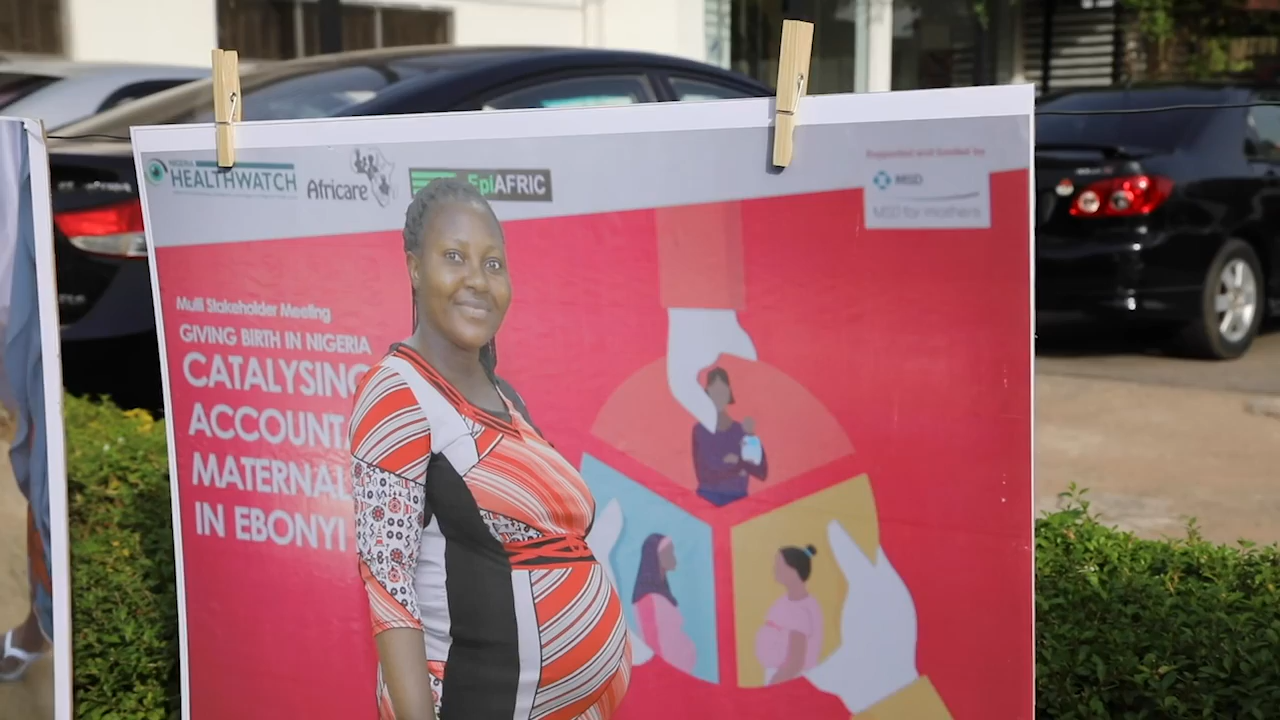 NIGERIA
HEALTHWATCH
Africare
EpiAFRIC
Supported and funded by
MSD
MSD for mothers
Multi Stakeholder Meeting
GIVING BIRTH IN NIGERIA
CATALYSING
ACCOUNT
MATERNAL
IN EBONYI